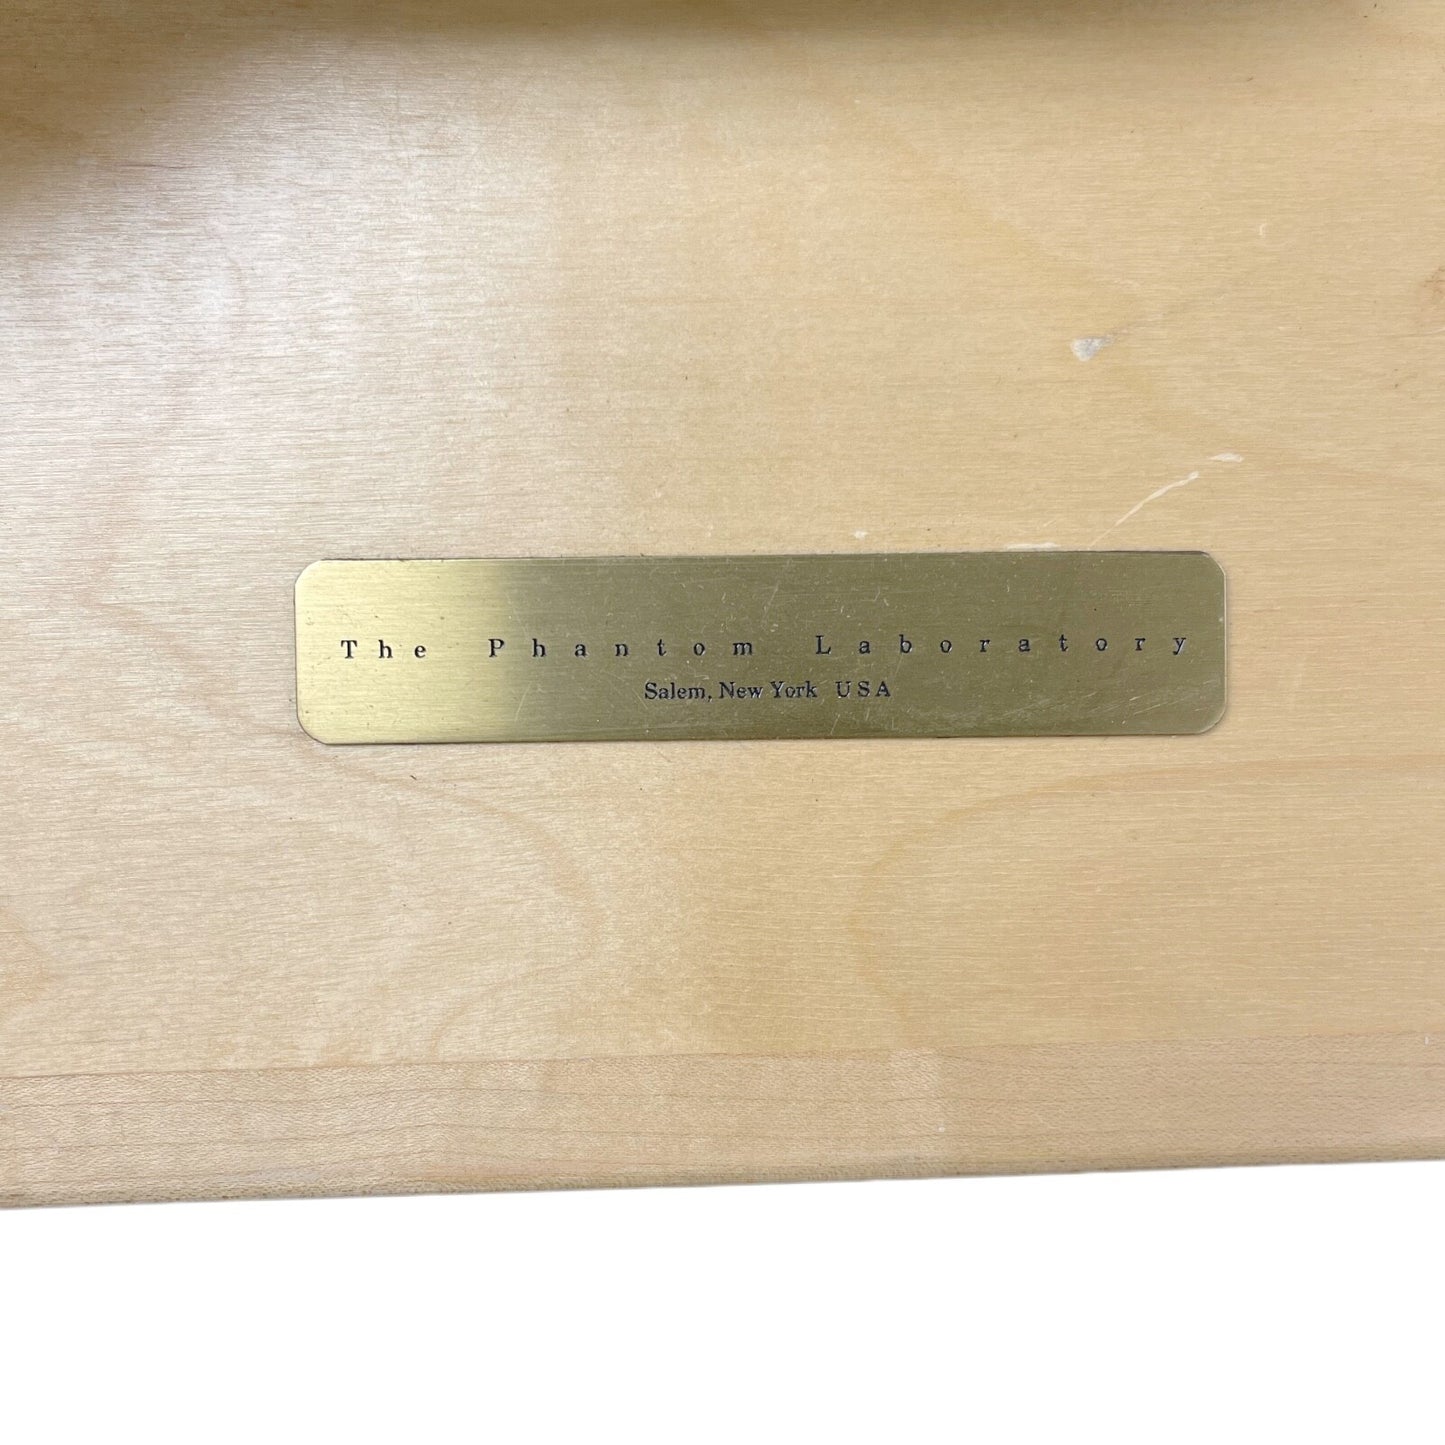 The Phantom Laboratory
Salem, New York USA